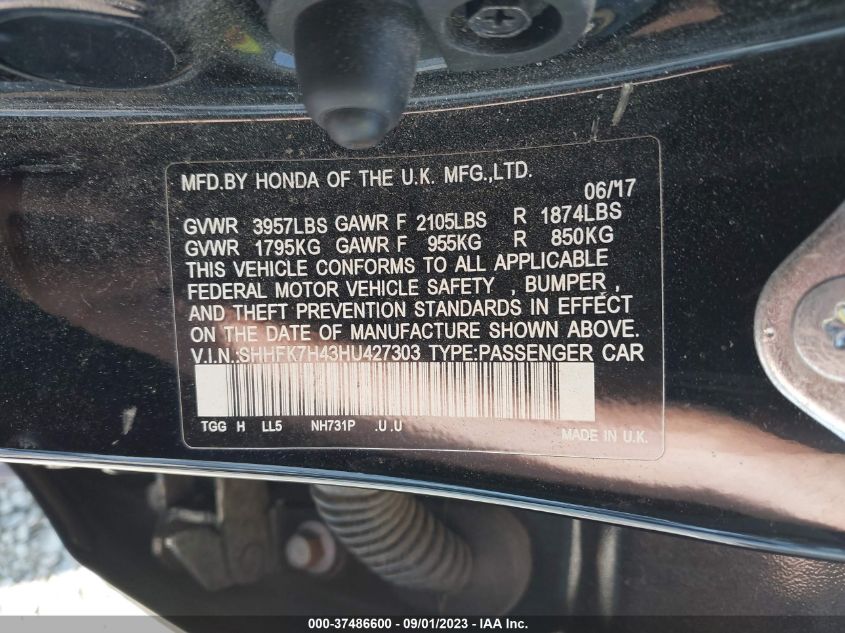 MFD.BY HONDA OF THE U.K. MFG.,LTD.
06/'17
GVWR 3957LBS GAWR F 2105LBS R 1874LBS
GVWR 1795KG GAWR F 955KG R 850KG
THIS VEHICLE CONFORMS TO ALL APPLICABLE
FEDERAL MOTOR VEHICLE SAFETY , BUMPER ,
AND THEFT PREVENTION STANDARDS IN EFFECT
ON THE DATE OF MANUFACTURE SHOWN ABOVE.
V.I.N.:SHHFK7H43HU427303 TYPE:PASSENGER CAR
TGG H LL5 NH731P .U.U
MADE IN U.K.
000-37486600 - 09/01/2023 - IAA Inc.